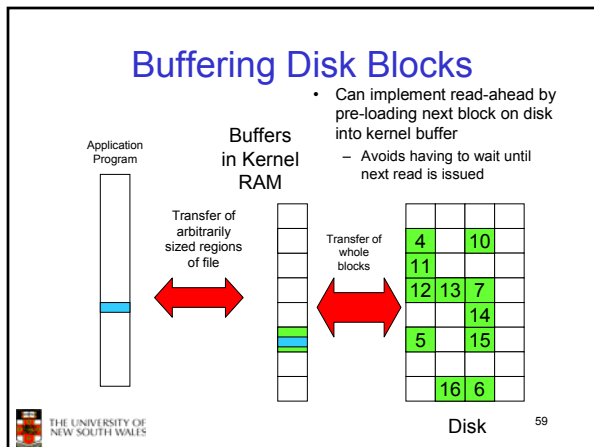 Buffering Disk Blocks
• Can implement read-ahead by
pre-loading next block on disk
into kernel buffer
– Avoids having to wait until
next read is issued
Application
Program
Buffers
in Kernel
RAM
Transfer of
arbitrarily
sized regions
of file
Transfer of
whole
blocks
4 10
11
12 13 7
14
5 15
16 6
Disk
THE UNIVERSITY OF
NEW SOUTH WALES
59